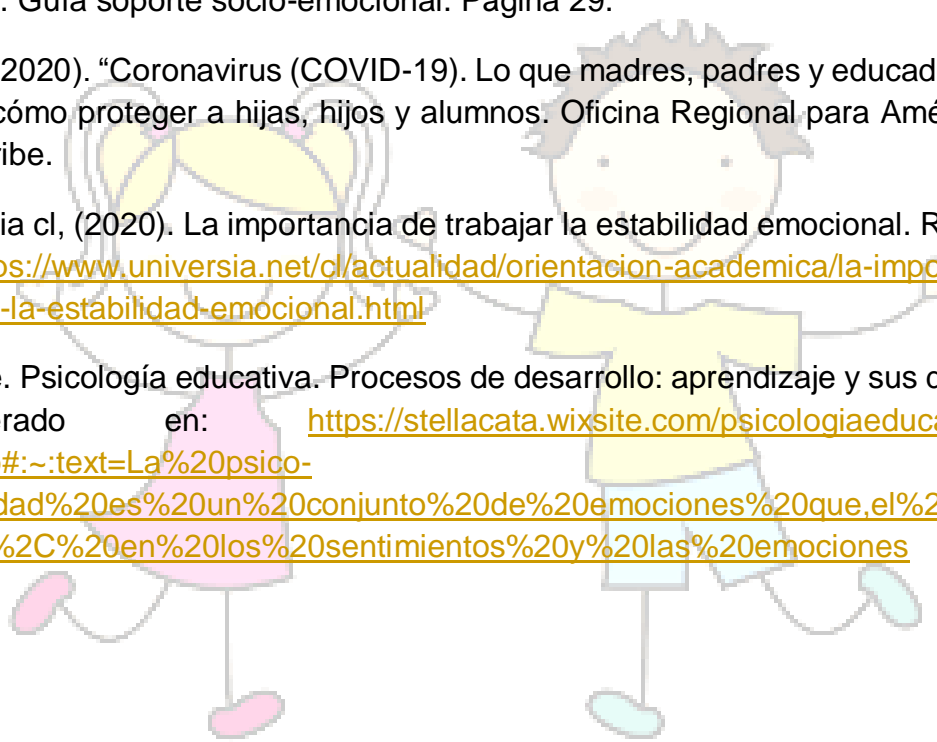 . Guía soporte socio-emocional. Página 29.
2020). “Coronavirus (COVID-19). Lo que madres, padres y educad
cómo proteger a hijas, hijos y alumnos. Oficina Regional para Amé
ribe.
ia cl, (2020). La importancia de trabajar la estabilidad emocional. R
os://www.universia.net/cl/actualidad/orientacion-academica/la-impo
-la-estabilidad-emocional.html
e. Psicología educativa. Procesos de desarrollo: aprendizaje y sus d
erado en: https://stellacata.wixsite.com/psicologiaeduca
#:~:text=La%20psico-
dad%20es%20un%20conjunto%20de%20emociones%20que,el%2
%2C%20en%20los%20sentimientos%20y%20las%20emociones